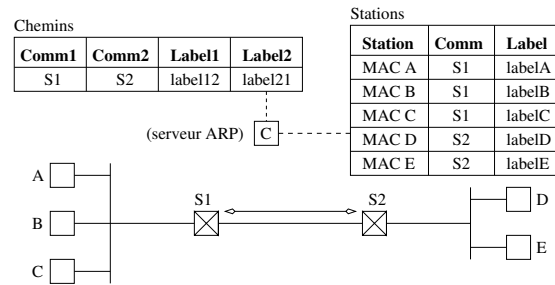 Chemins
Comm1 Comm2 Label1 Label2
S1 S2 label12 label21
Stations
Station Comm Label
MAC A S1 labelA
MAC B S1 labelB
MAC C S1 labelC
MAC D S2 labelD
MAC E S2 labelE
(serveur ARP) C
A
B
C
S1 S2
D
E